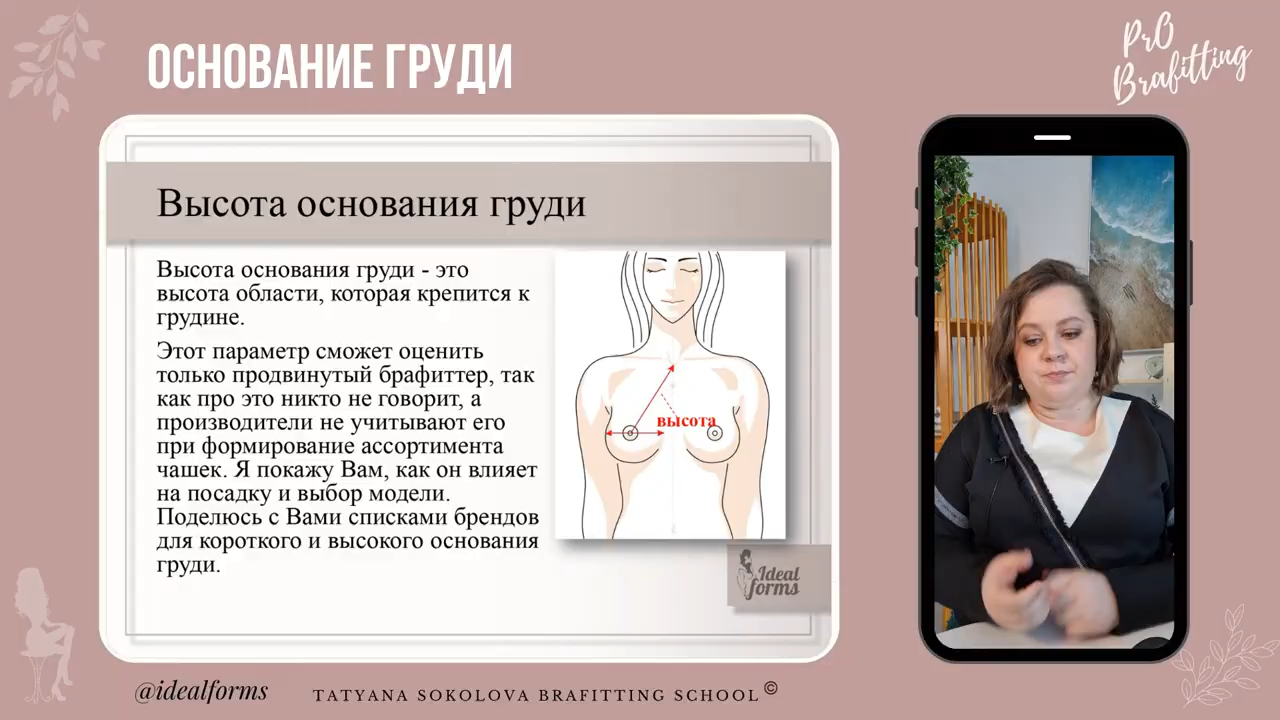 ОСНОВАНИЕ ГРУДИ
PrO
Brafitting
Высота основания груди
Высота основания груди - это
высота области, которая крепится к
грудине.
Этот параметр сможет оценить
только продвинутый брафиттер, так
как про это никто не говорит, а
производители не учитывают его
при формирование ассортимента
чашек. Я покажу Вам, как он влияет
на посадку и выбор модели.
Поделюсь с Вами списками брендов
для короткого и высокого основания
груди.
высота
Ideal
forms
@idealforms
TATYANA SOKOLOVA BRAFITTING SCHOOL©